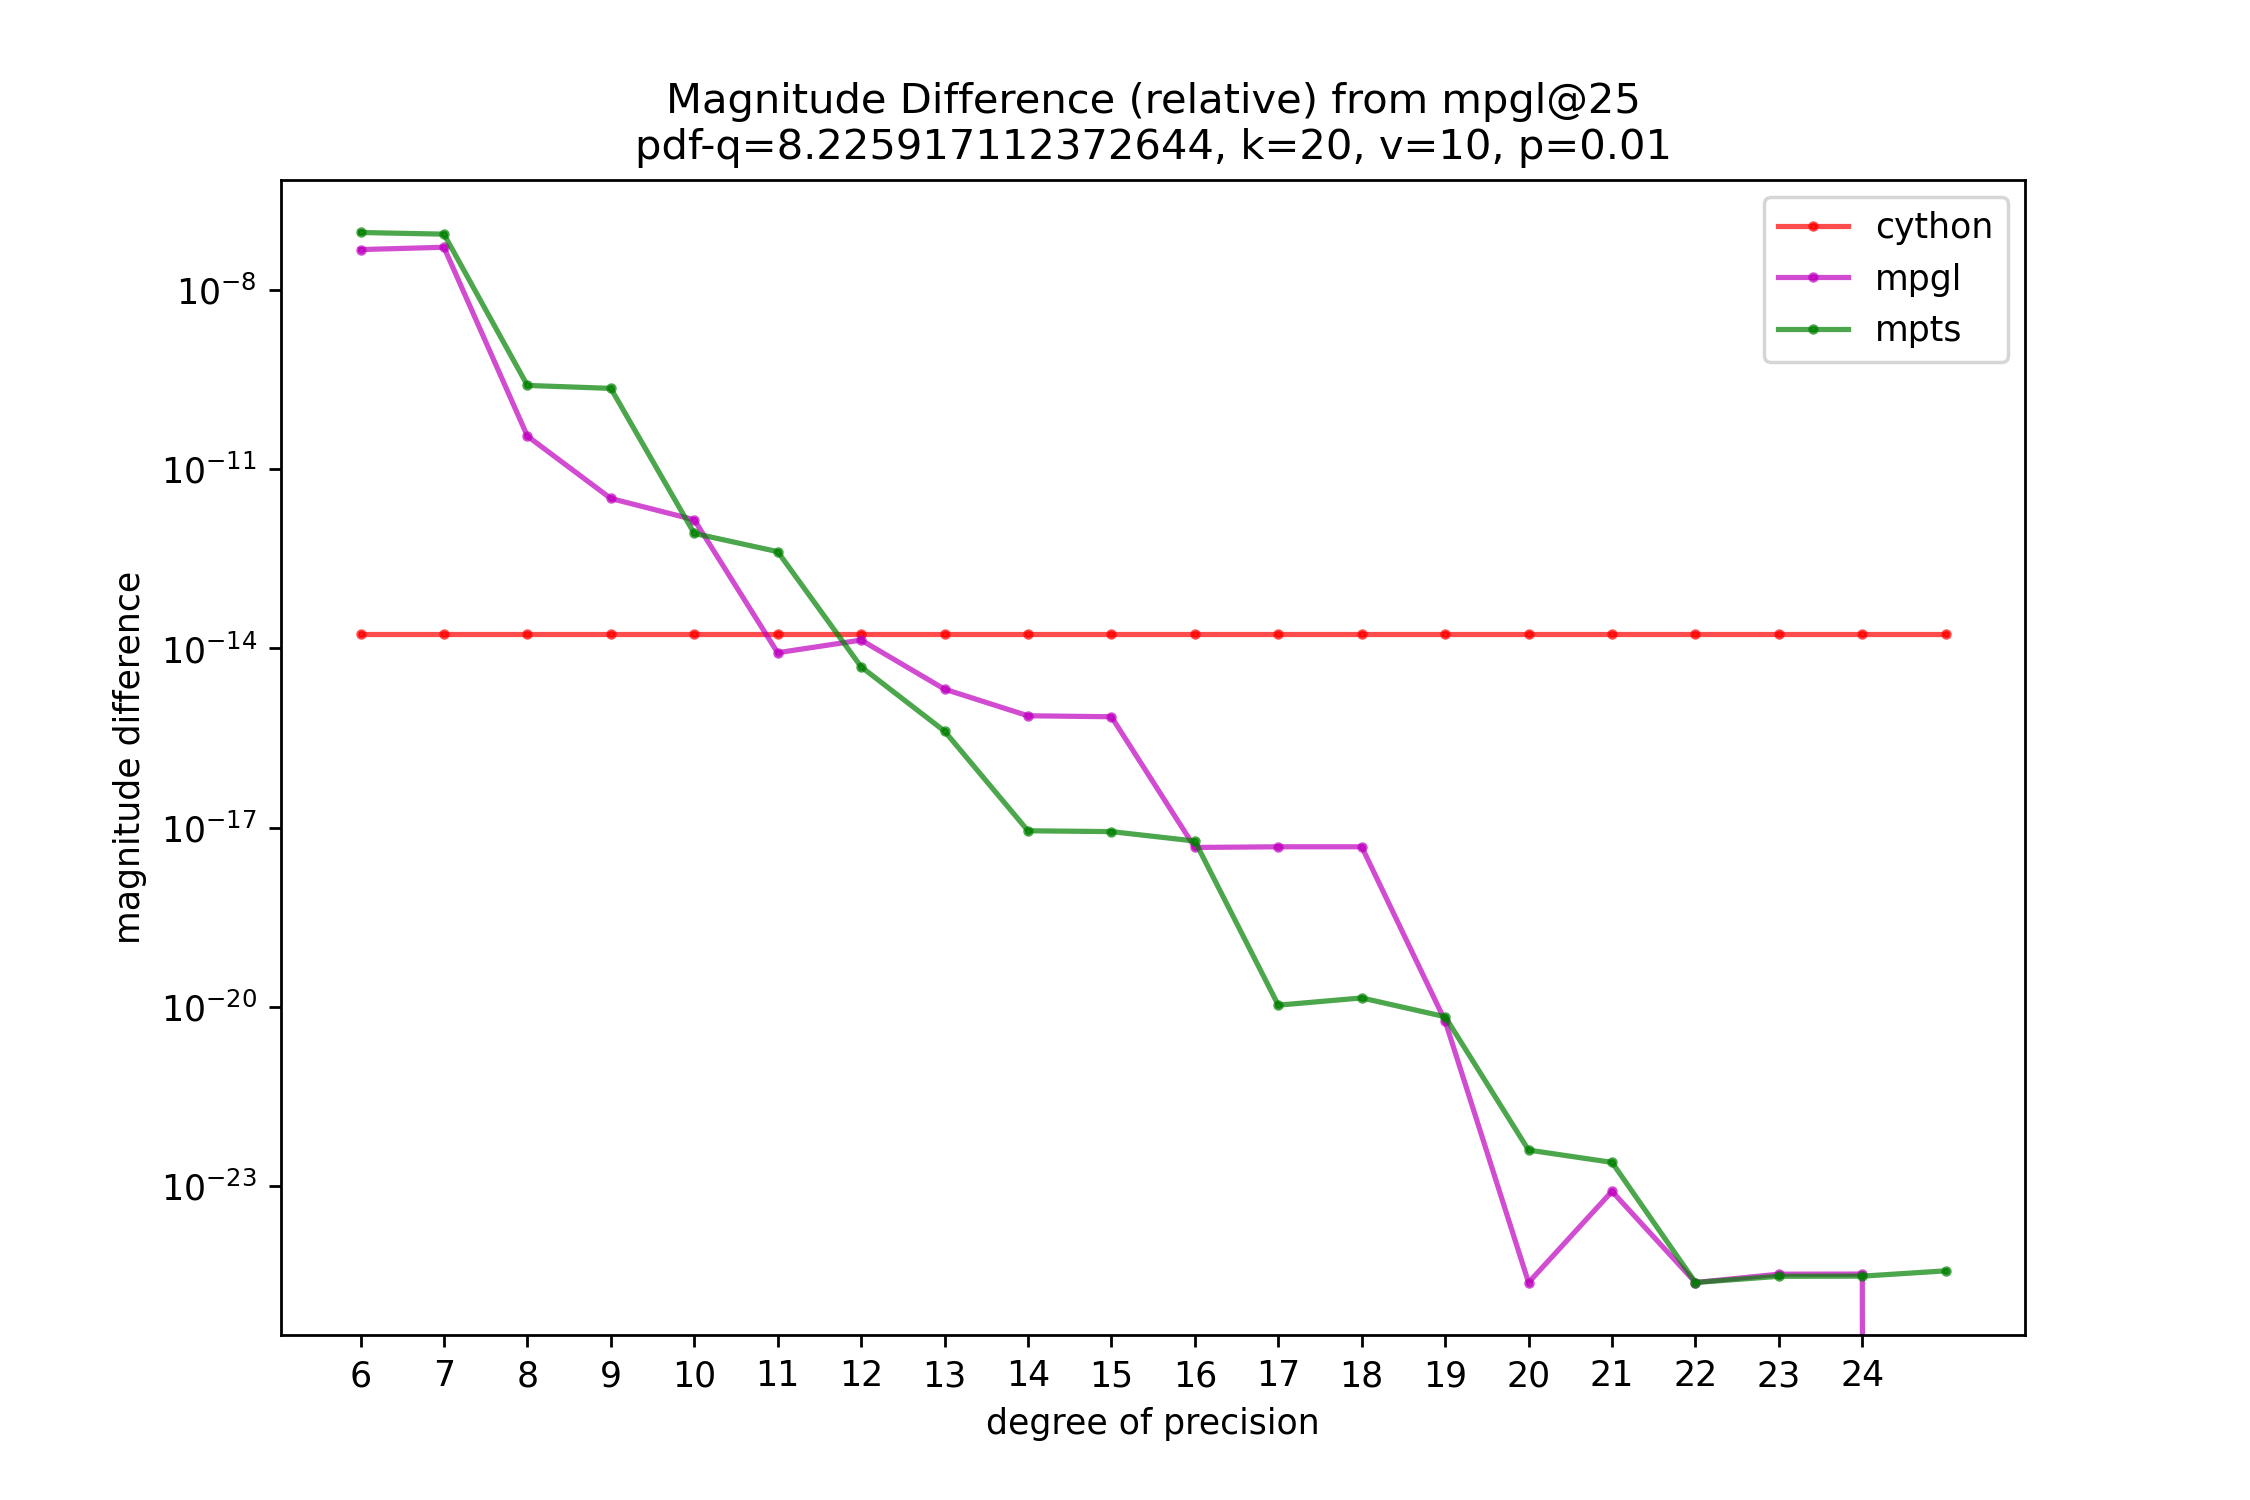 Magnitude Difference (relative) from mpgl@25
pdf-q=8.225917112372644, k=20, v=10, p=0.01
cython
mpgl
mpts
magnitude difference
10⁻⁸
10⁻¹¹
10⁻¹⁴
10⁻¹⁷
10⁻²⁰
10⁻²³
6 7 8 9 10 11 12 13 14 15 16 17 18 19 20 21 22 23 24
degree of precision